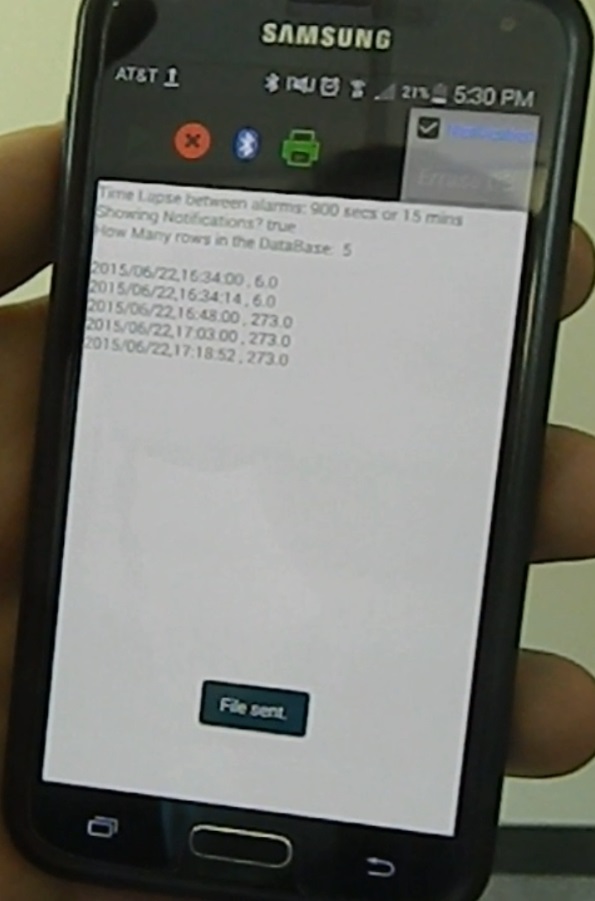 SAMSUNG
AT&T 21% 5:30 PM
Time Lapse between alarms: 900 secs or 15 mins
Showing Notifications? true
How Many rows in the DataBase: 5
2015/06/22,16:34:00 , 6.0
2015/06/22,16:34:14 , 6.0
2015/06/22,16:48:00 , 273.0
2015/06/22,17:03:00 , 273.0
2015/06/22,17:18:52 , 273.0
File sent.